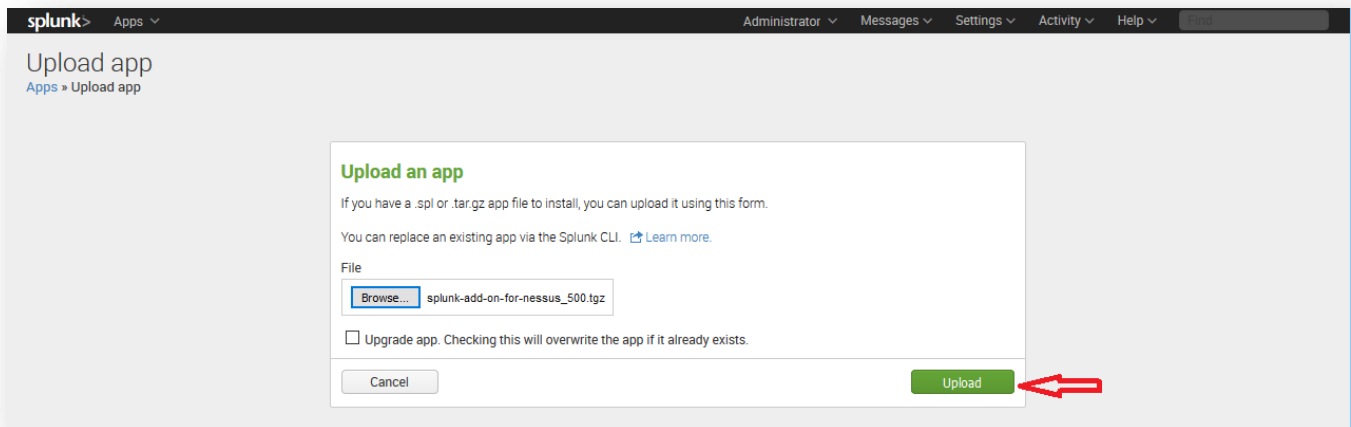 splunk> Apps Administrator Messages Settings Activity Help Find
Upload app
Apps » Upload app
Upload an app
If you have a .spl or .tar.gz app file to install, you can upload it using this form.
You can replace an existing app via the Splunk CLI. Learn more.
File
Browse... splunk-add-on-for-nessus_500.tgz
Upgrade app. Checking this will overwrite the app if it already exists.
Cancel Upload